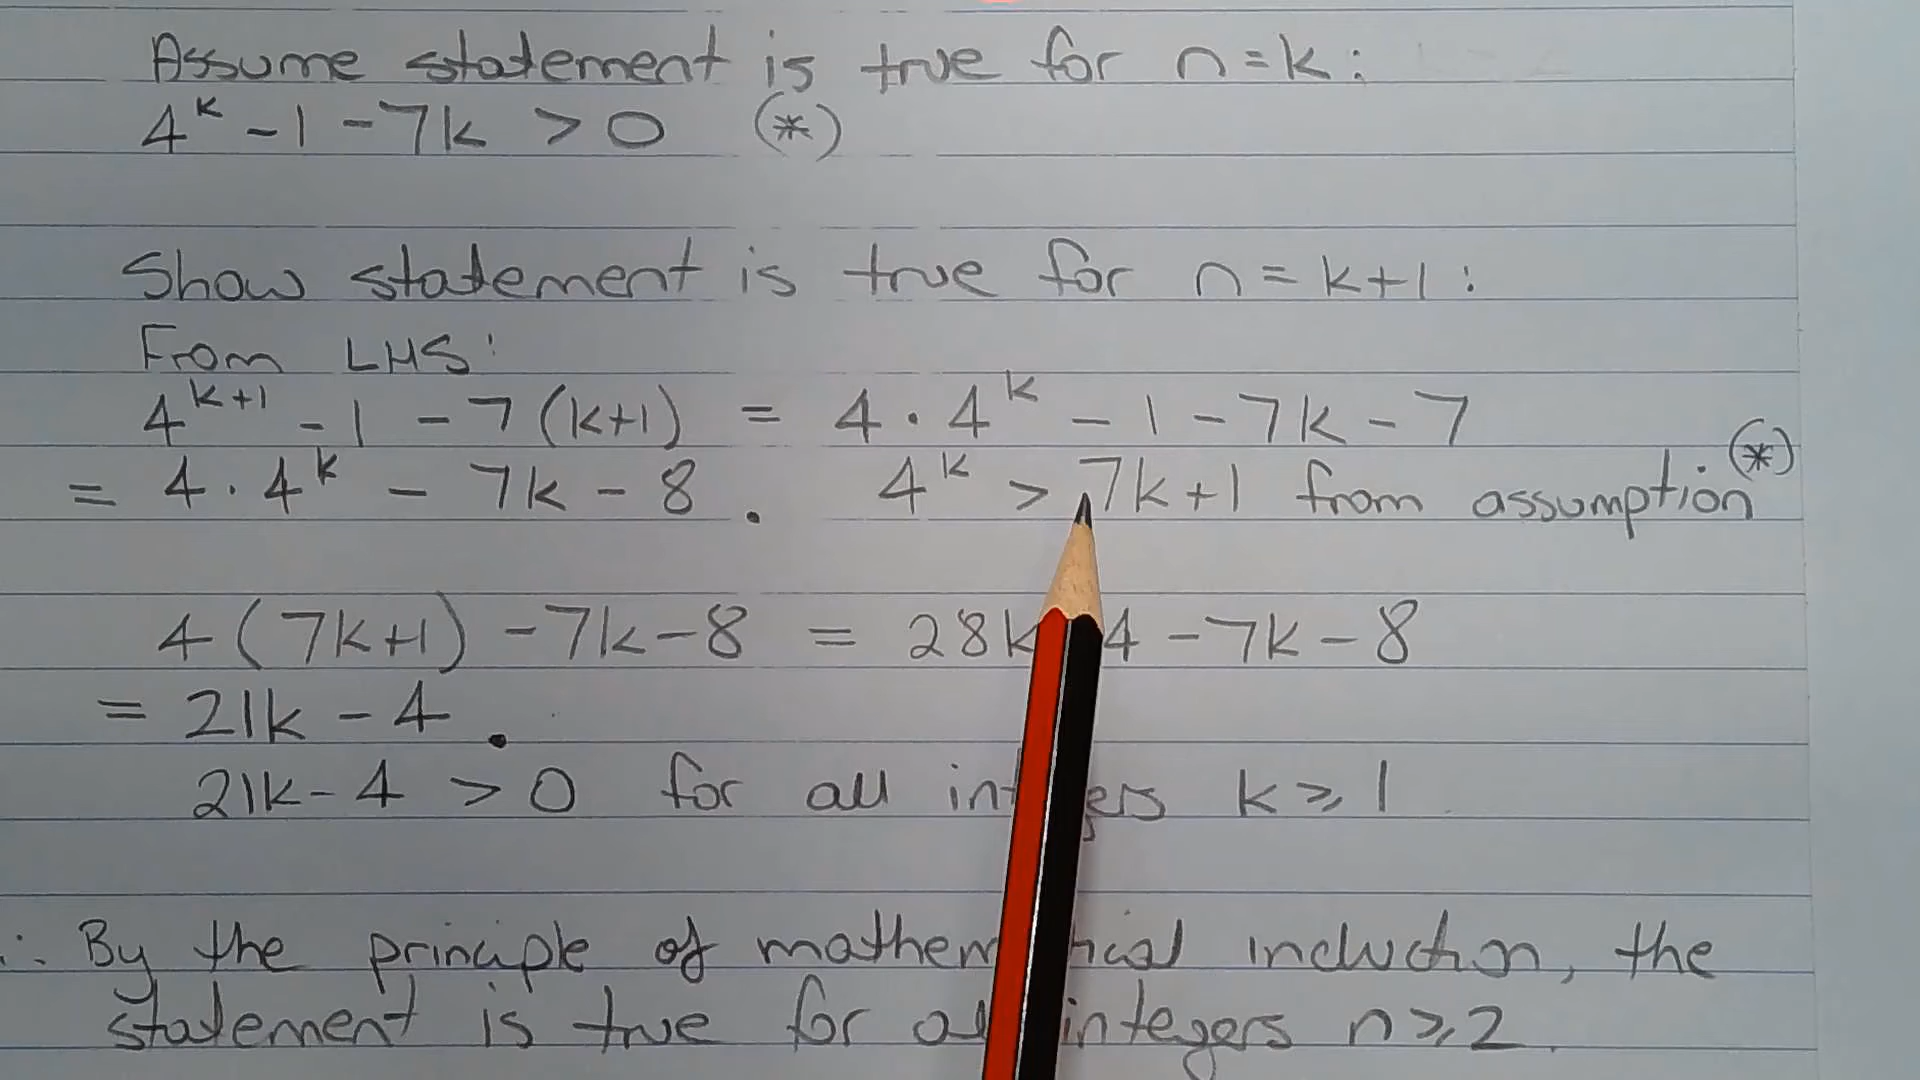 Assume statement is true for n=k:
4^k - 1 - 7k > 0 (*)
Show statement is true for n = k+1:
From LHS:
4^(k+1) - 1 - 7(k+1) = 4 · 4^k - 1 - 7k - 7
= 4 · 4^k - 7k - 8 . 4^k > 7k+1 from assumption (*)
4(7k+1) - 7k - 8 = 28k 4 - 7k - 8
= 21k - 4 .
21k - 4 > 0 for all integers k ⩾ 1
∴ By the principle of mathematical induction, the
statement is true for all integers n ⩾ 2.